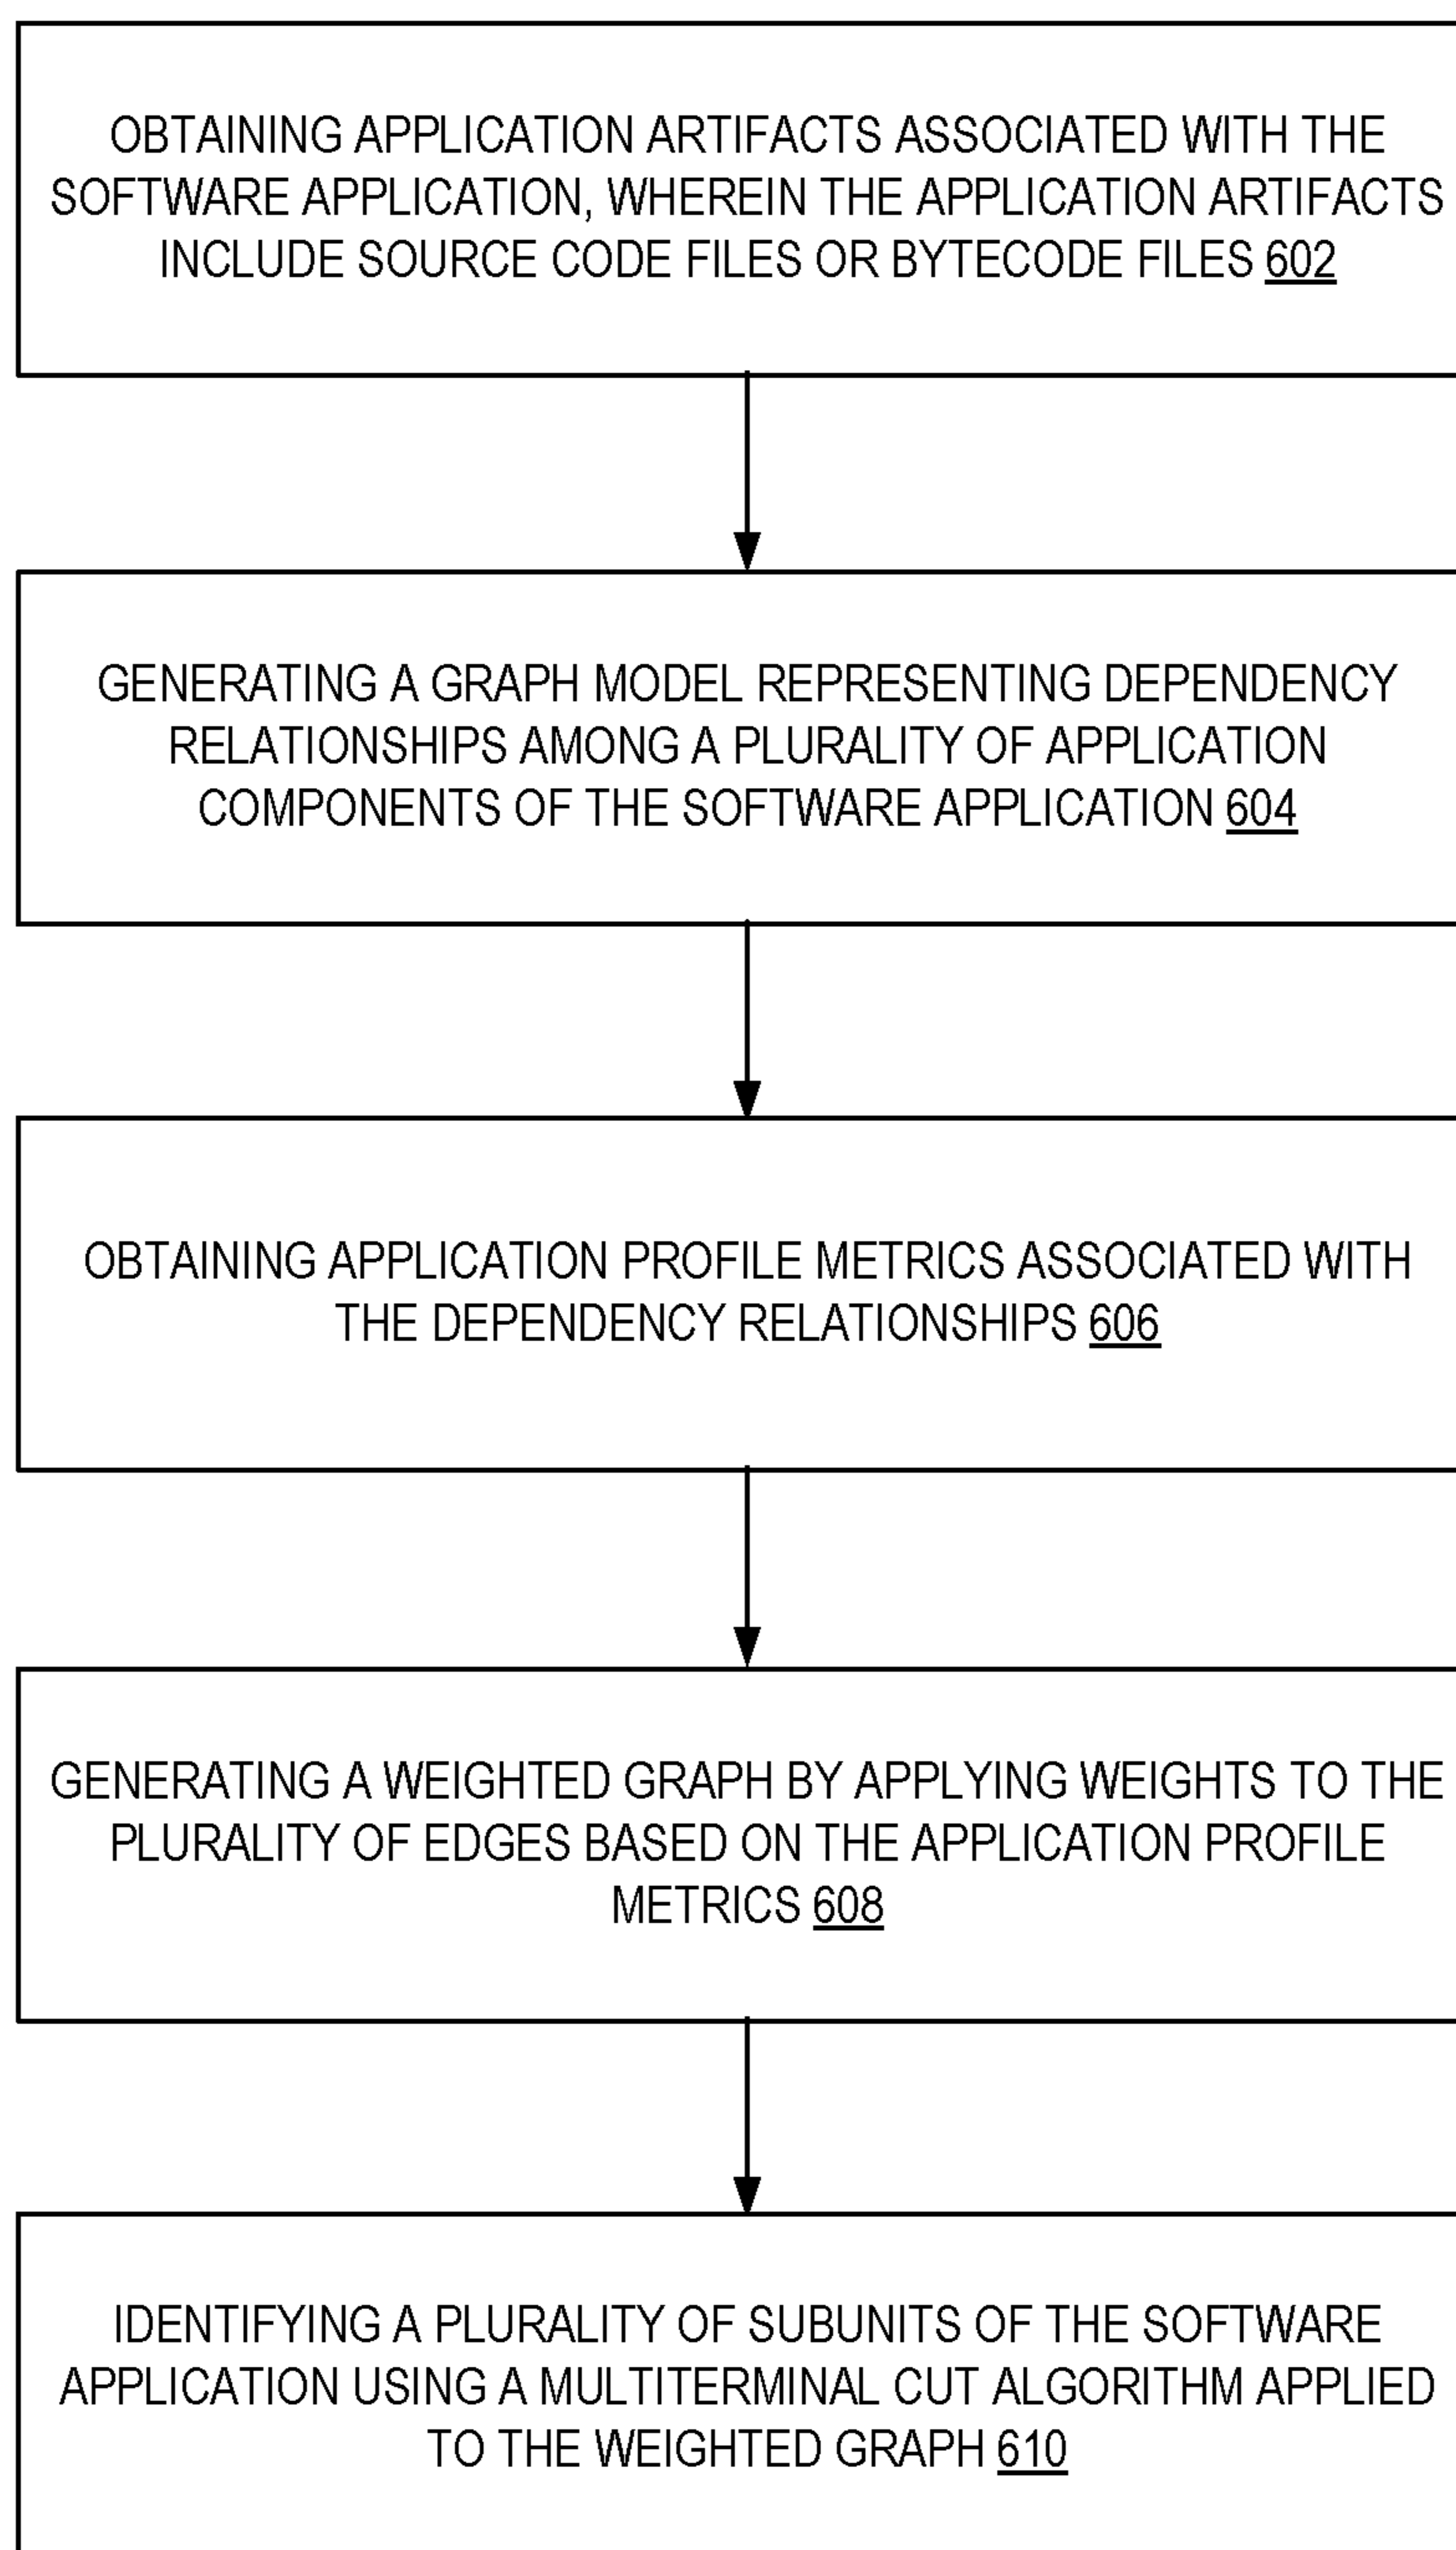 OBTAINING APPLICATION ARTIFACTS ASSOCIATED WITH THE
SOFTWARE APPLICATION, WHEREIN THE APPLICATION ARTIFACTS
INCLUDE SOURCE CODE FILES OR BYTECODE FILES 602
GENERATING A GRAPH MODEL REPRESENTING DEPENDENCY
RELATIONSHIPS AMONG A PLURALITY OF APPLICATION
COMPONENTS OF THE SOFTWARE APPLICATION 604
OBTAINING APPLICATION PROFILE METRICS ASSOCIATED WITH
THE DEPENDENCY RELATIONSHIPS 606
GENERATING A WEIGHTED GRAPH BY APPLYING WEIGHTS TO THE
PLURALITY OF EDGES BASED ON THE APPLICATION PROFILE
METRICS 608
IDENTIFYING A PLURALITY OF SUBUNITS OF THE SOFTWARE
APPLICATION USING A MULTITERMINAL CUT ALGORITHM APPLIED
TO THE WEIGHTED GRAPH 610